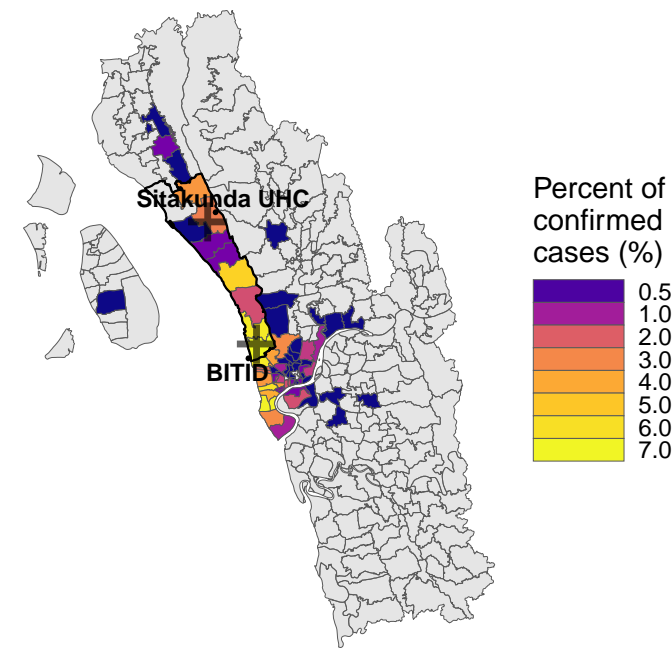 Sitakunda UHC
BITID
Percent of
confirmed
cases (%)
0.5
1.0
2.0
3.0
4.0
5.0
6.0
7.0